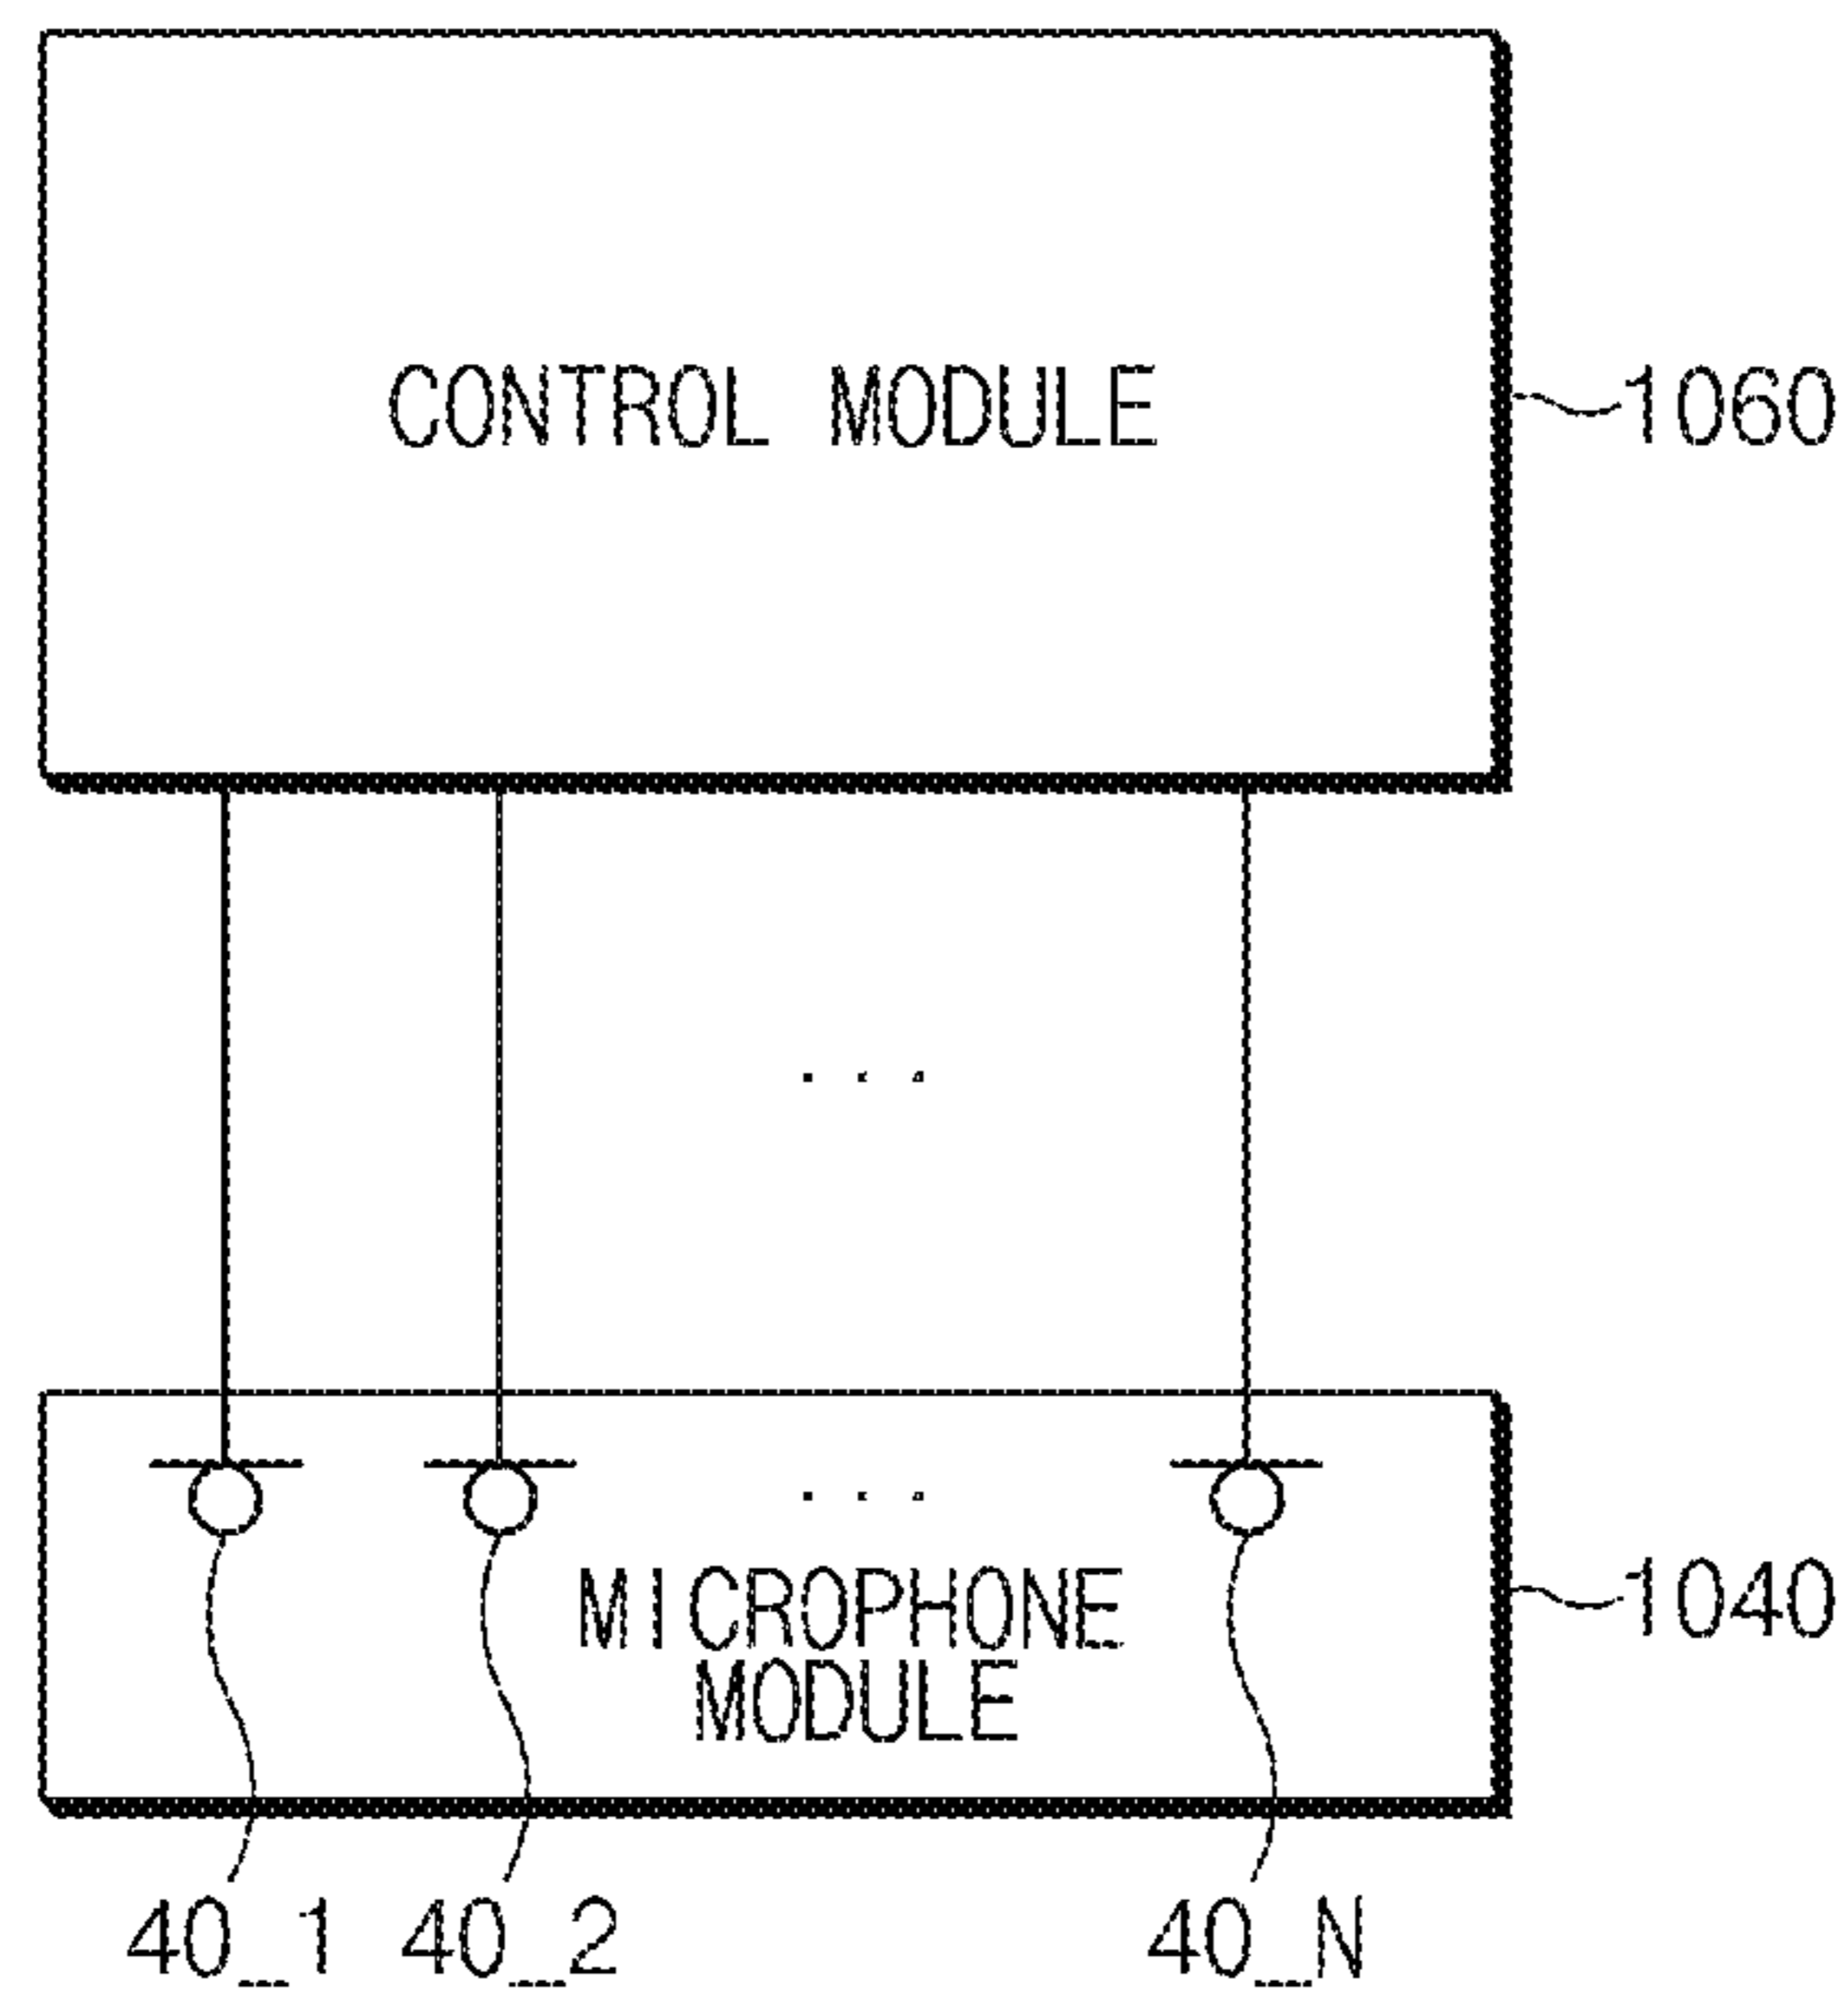 CONTROL MODULE
1060
. . .
. . .
MICROPHONE
MODULE
1040
40_1 40_2 40_N